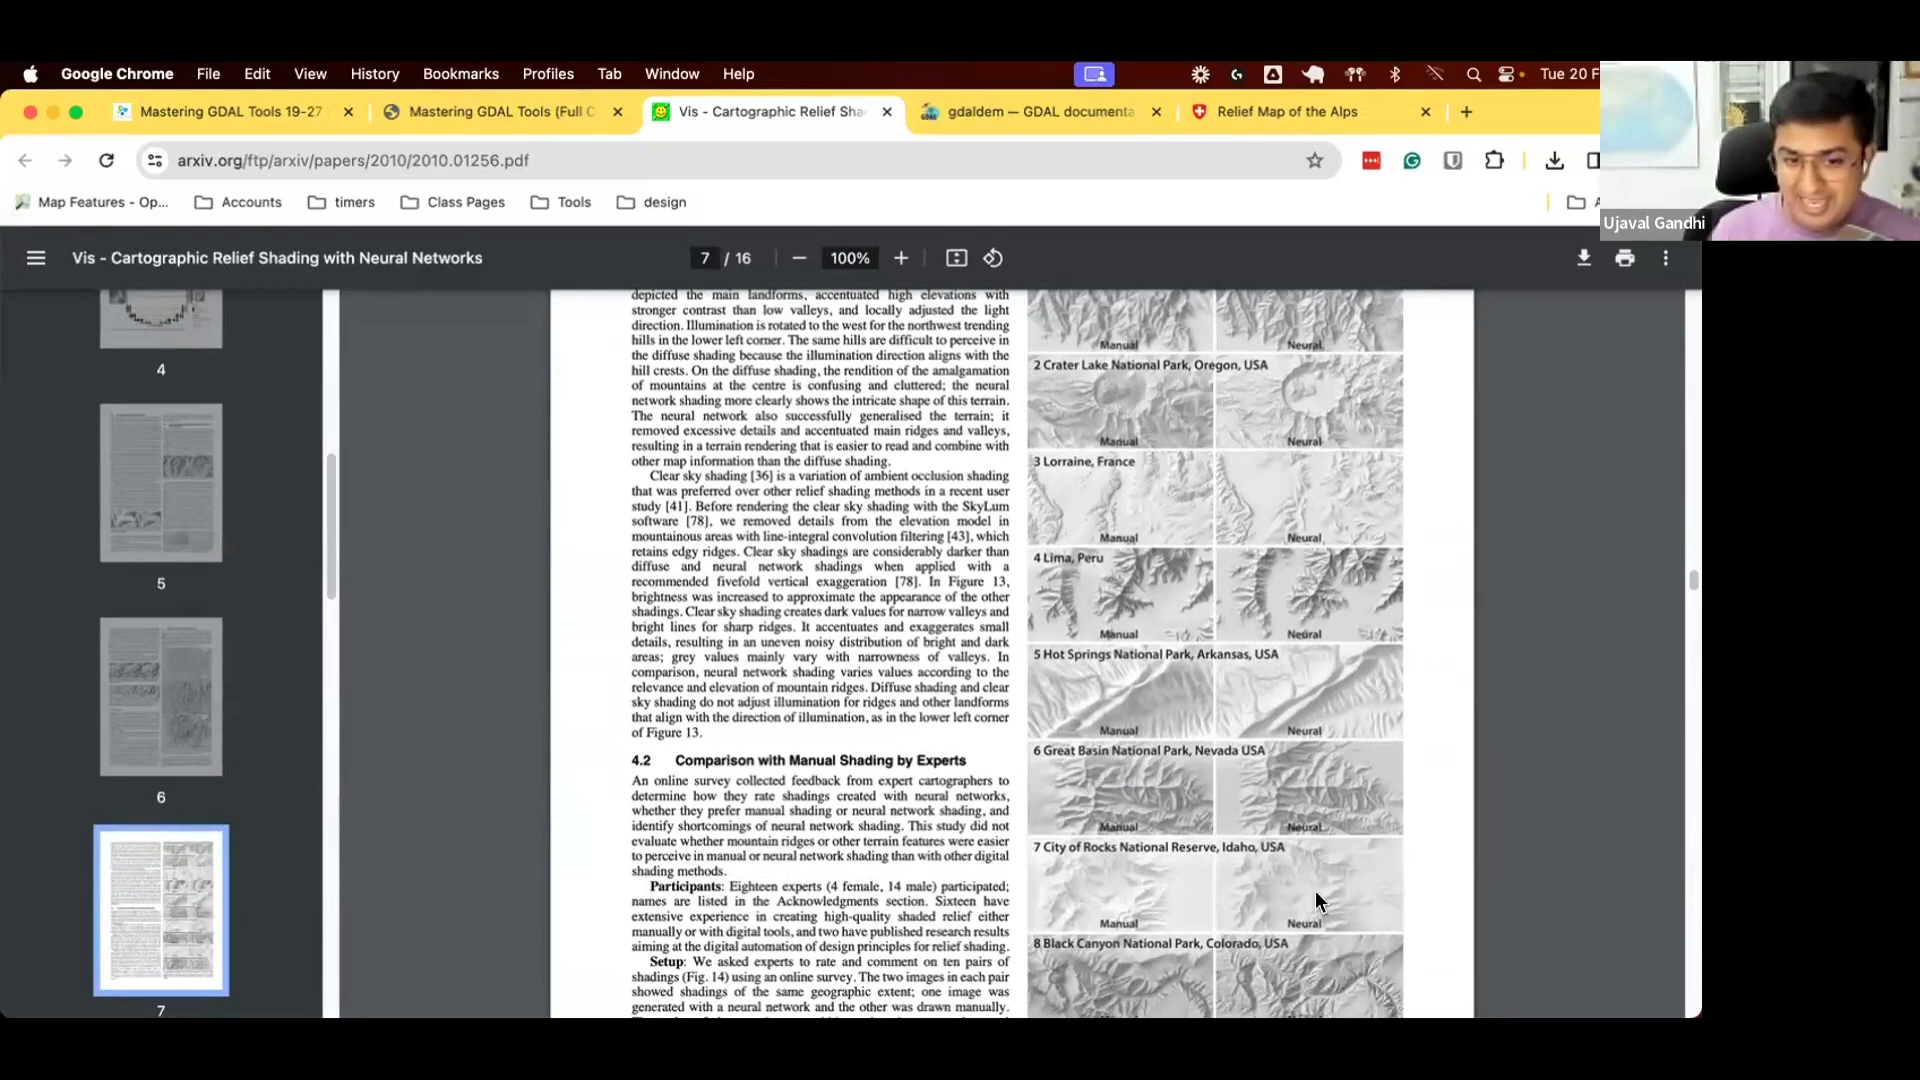 Google Chrome File Edit View History Bookmarks Profiles Tab Window Help
Tue 20 F
Mastering GDAL Tools 19-27
Mastering GDAL Tools (Full C
Vis - Cartographic Relief Sha
gdaldem — GDAL documenta
Relief Map of the Alps
arxiv.org/ftp/arxiv/papers/2010/2010.01256.pdf
Map Features - Op...
Accounts
timers
Class Pages
Tools
design
Ujaval Gandhi
Vis - Cartographic Relief Shading with Neural Networks
7 / 16
100%
4
5
6
7
depicted the main landforms, accentuated high elevations with
stronger contrast than low valleys, and locally adjusted the light
direction. Illumination is rotated to the west for the northwest trending
hills in the lower left corner. The same hills are difficult to perceive in
the diffuse shading because the illumination direction aligns with the
hill crests. On the diffuse shading, the rendition of the amalgamation
of mountains at the centre is confusing and cluttered; the neural
network shading more clearly shows the intricate shape of this terrain.
The neural network also successfully generalised the terrain; it
removed excessive details and accentuated main ridges and valleys,
resulting in a terrain rendering that is easier to read and combine with
other map information than the diffuse shading.
Clear sky shading [36] is a variation of ambient occlusion shading
that was preferred over other relief shading methods in a recent user
study [41]. Before rendering the clear sky shading with the SkyLum
software [78], we removed details from the elevation model in
mountainous areas with line-integral convolution filtering [43], which
retains edgy ridges. Clear sky shadings are considerably darker than
diffuse and neural network shadings when applied with a
recommended fivefold vertical exaggeration [78]. In Figure 13,
brightness was increased to approximate the appearance of the other
shadings. Clear sky shading creates dark values for narrow valleys and
bright lines for sharp ridges. It accentuates and exaggerates small
details, resulting in an uneven noisy distribution of bright and dark
areas; grey values mainly vary with narrowness of valleys. In
comparison, neural network shading varies values according to the
relevance and elevation of mountain ridges. Diffuse shading and clear
sky shading do not adjust illumination for ridges and other landforms
that align with the direction of illumination, as in the lower left corner
of Figure 13.
4.2 Comparison with Manual Shading by Experts
An online survey collected feedback from expert cartographers to
determine how they rate shadings created with neural networks,
whether they prefer manual shading or neural network shading, and
identify shortcomings of neural network shading. This study did not
evaluate whether mountain ridges or other terrain features were easier
to perceive in manual or neural network shading than with other digital
shading methods.
Participants: Eighteen experts (4 female, 14 male) participated;
names are listed in the Acknowledgments section. Sixteen have
extensive experience in creating high-quality shaded relief either
manually or with digital tools, and two have published research results
aiming at the digital automation of design principles for relief shading.
Setup: We asked experts to rate and comment on ten pairs of
shadings (Fig. 14) using an online survey. The two images in each pair
showed shadings of the same geographic extent; one image was
generated with a neural network and the other was drawn manually.
Manual Neural
2 Crater Lake National Park, Oregon, USA
Manual Neural
3 Lorraine, France
Manual Neural
4 Lima, Peru
Manual Neural
5 Hot Springs National Park, Arkansas, USA
Manual Neural
6 Great Basin National Park, Nevada USA
Manual Neural
7 City of Rocks National Reserve, Idaho, USA
Manual Neural
8 Black Canyon National Park, Colorado, USA